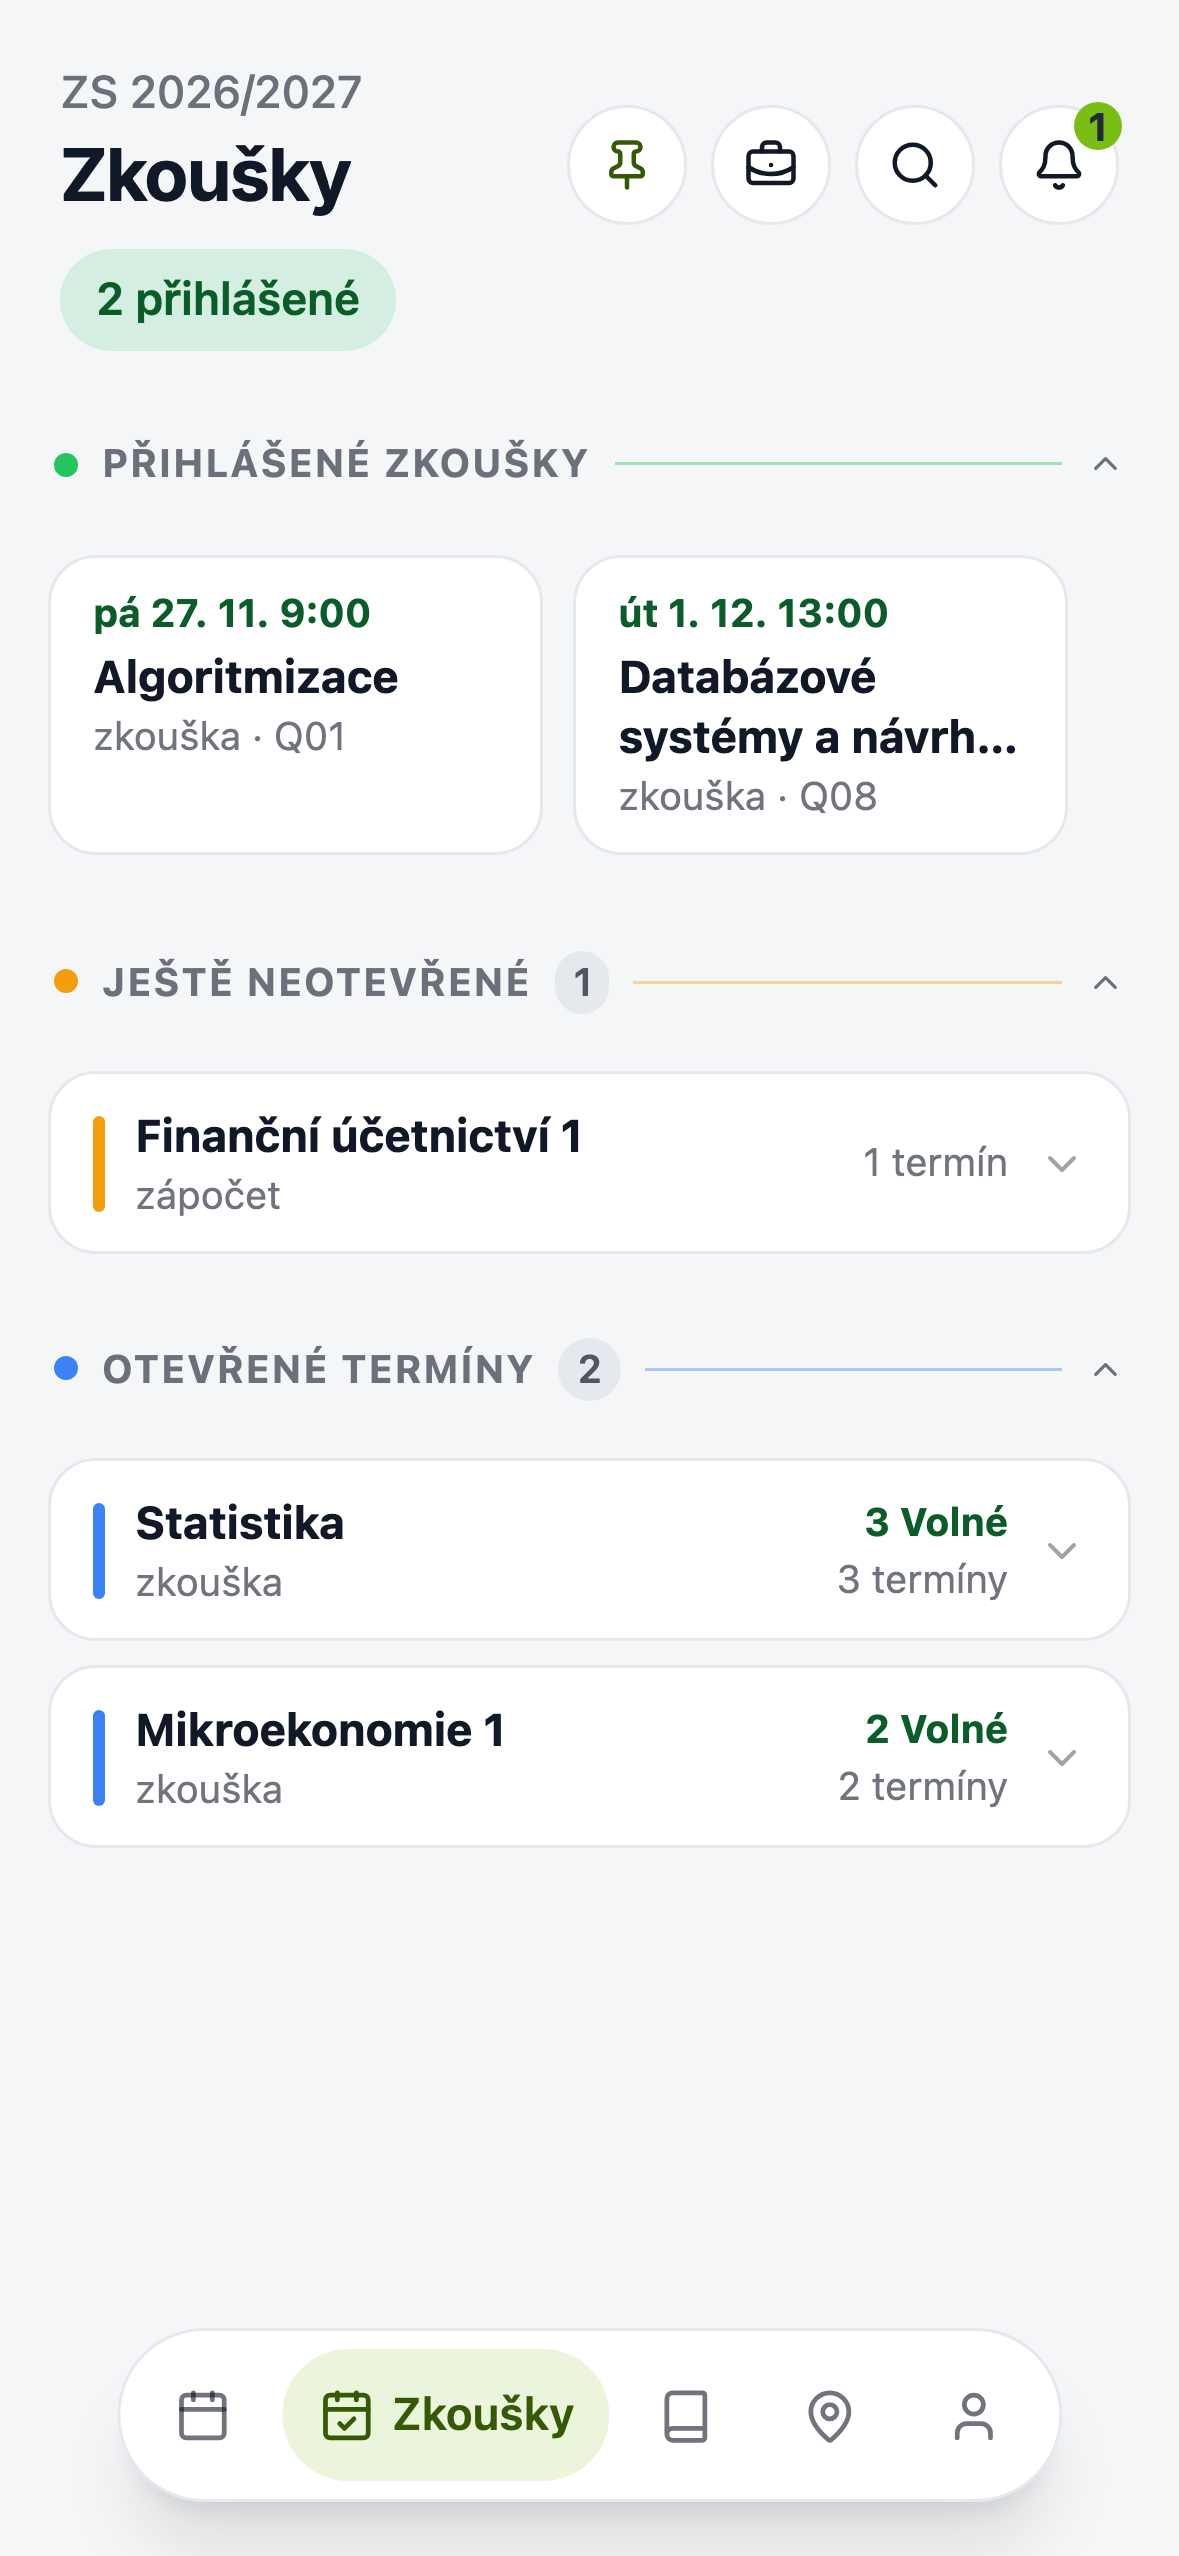 ZS 2026/2027
Zkoušky
1
2 přihlášené
PŘIHLÁŠENÉ ZKOUŠKY
pá 27. 11. 9:00
Algoritmizace
zkouška · Q01
út 1. 12. 13:00
Databázové
systémy a návrh...
zkouška · Q08
JEŠTĚ NEOTEVŘENÉ 1
Finanční účetnictví 1
zápočet
1 termín
OTEVŘENÉ TERMÍNY 2
Statistika
zkouška
3 Volné
3 termíny
Mikroekonomie 1
zkouška
2 Volné
2 termíny
Zkoušky